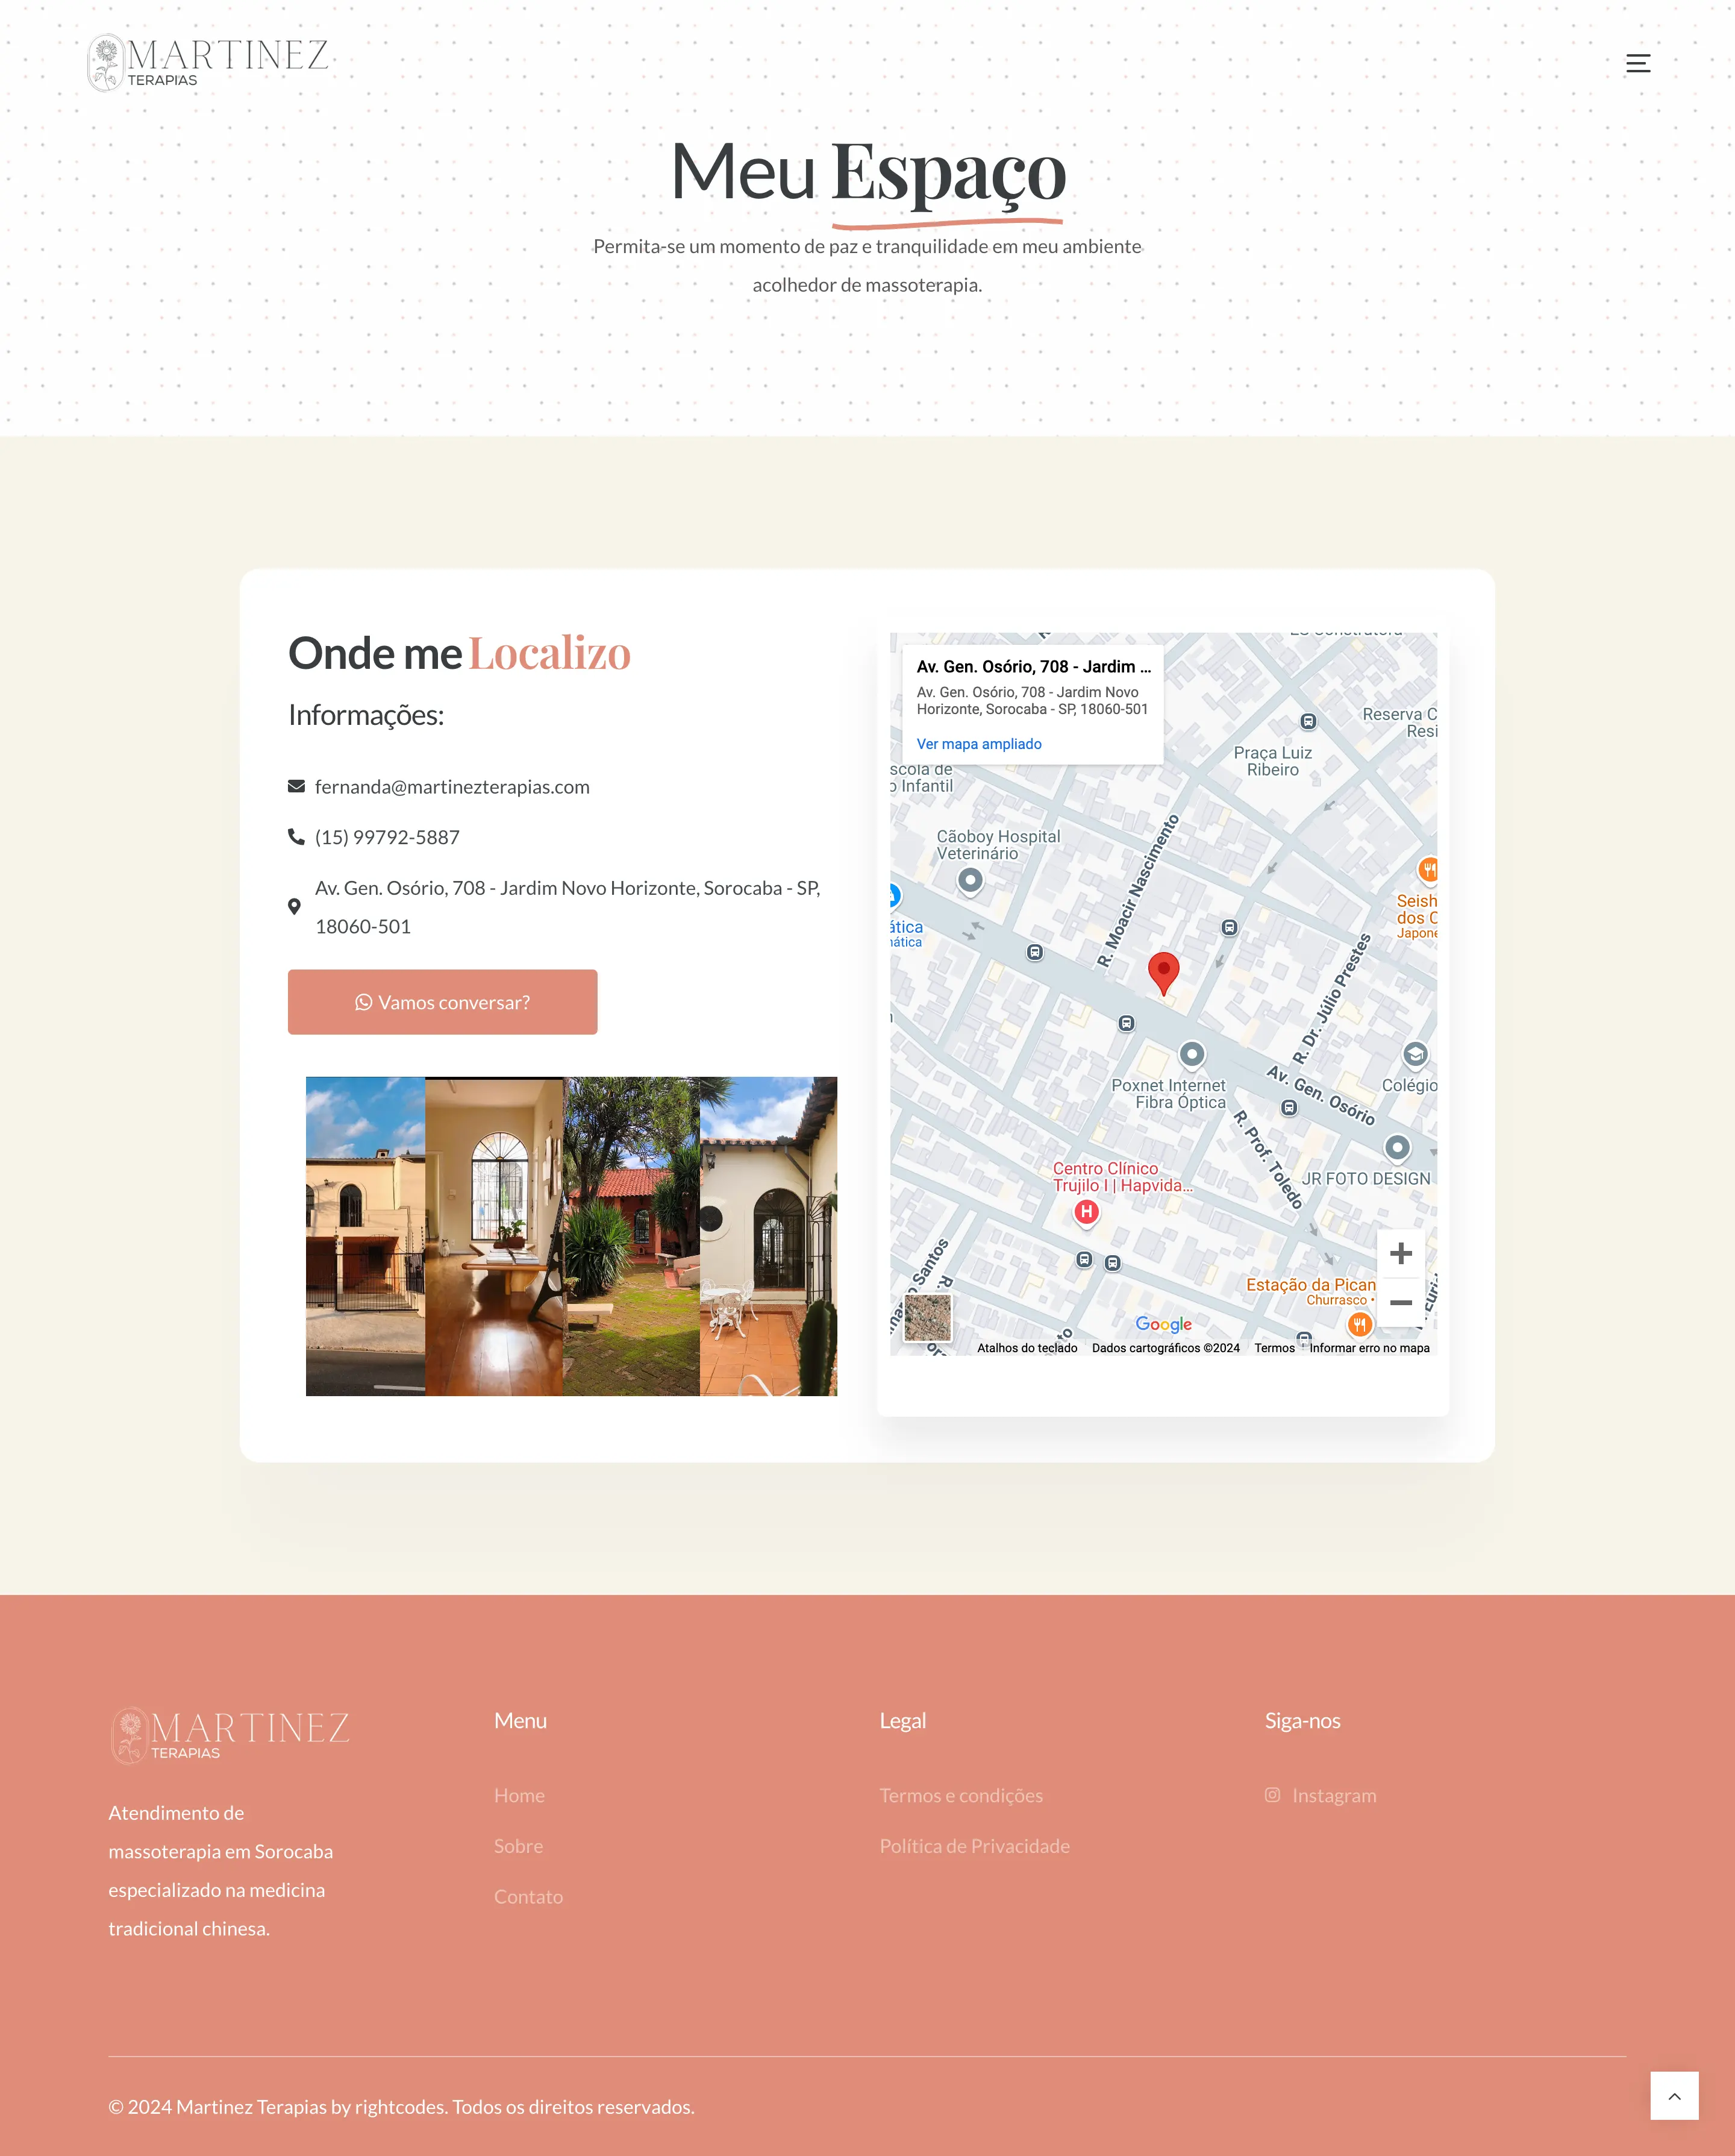 MARTINEZ
TERAPIAS
Meu Espaço
Permita-se um momento de paz e tranquilidade em meu ambiente
acolhedor de massoterapia.
Onde me Localizo
Informações:
fernanda@martinezterapias.com
(15) 99792-5887
Av. Gen. Osório, 708 - Jardim Novo Horizonte, Sorocaba - SP,
18060-501
Vamos conversar?
Av. Gen. Osório, 708 - Jardim ...
Av. Gen. Osório, 708 - Jardim Novo
Horizonte, Sorocaba - SP, 18060-501
Ver mapa ampliado
Reserva C
Resi
Praça Luiz
Ribeiro
scola de
o Infantil
Cãoboy Hospital
Veterinário
R. Moacir Nascimento
Seish
dos C
Japone
ática
nática
R. Dr. Júlio Prestes
Poxnet Internet
Fibra Óptica
Av. Gen. Osório
Colégio
R. Prof. Toledo
Centro Clínico
Trujilo I | Hapvida...
JR FOTO DESIGN
Santos
Estação da Pican
Churrasco •
Google
Atalhos do teclado Dados cartográficos ©2024 Termos Informar erro no mapa
MARTINEZ
TERAPIAS
Atendimento de
massoterapia em Sorocaba
especializado na medicina
tradicional chinesa.
Menu
Home
Sobre
Contato
Legal
Termos e condições
Política de Privacidade
Siga-nos
Instagram
© 2024 Martinez Terapias by rightcodes. Todos os direitos reservados.